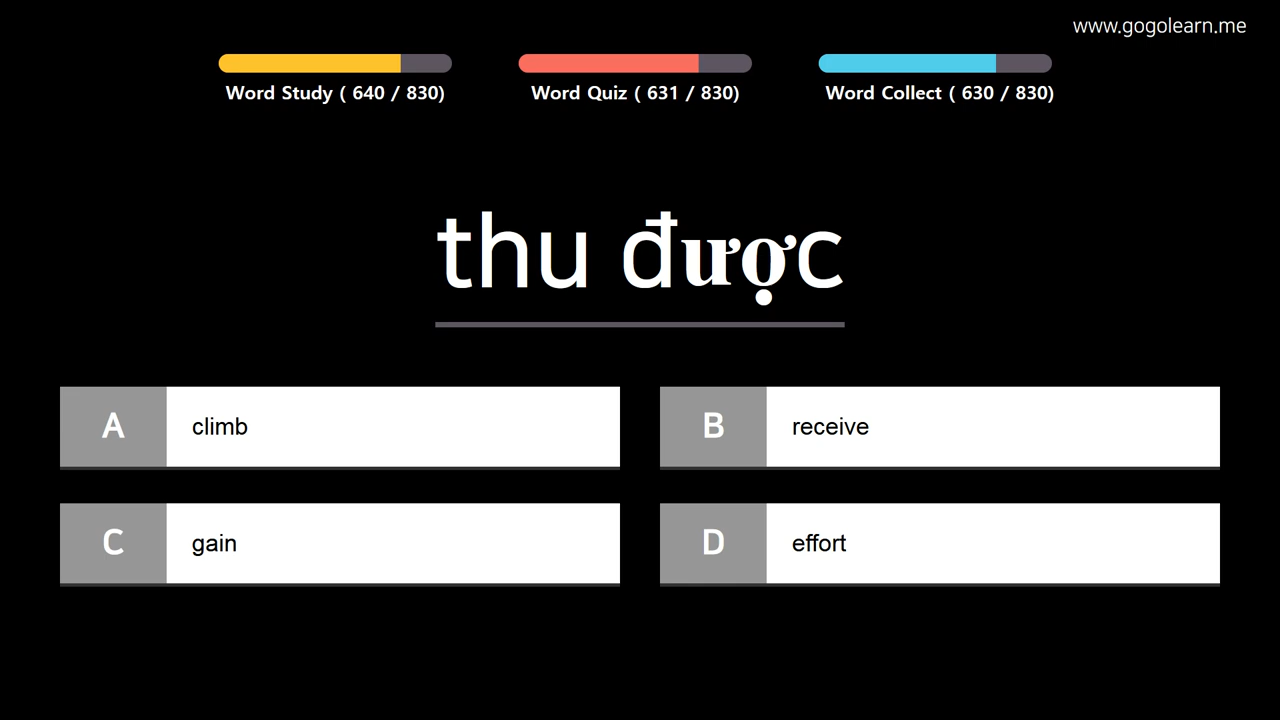 www.gogolearn.me
Word Study ( 640 / 830)
Word Quiz ( 631 / 830)
Word Collect ( 630 / 830)
thu được
A climb
B receive
C gain
D effort